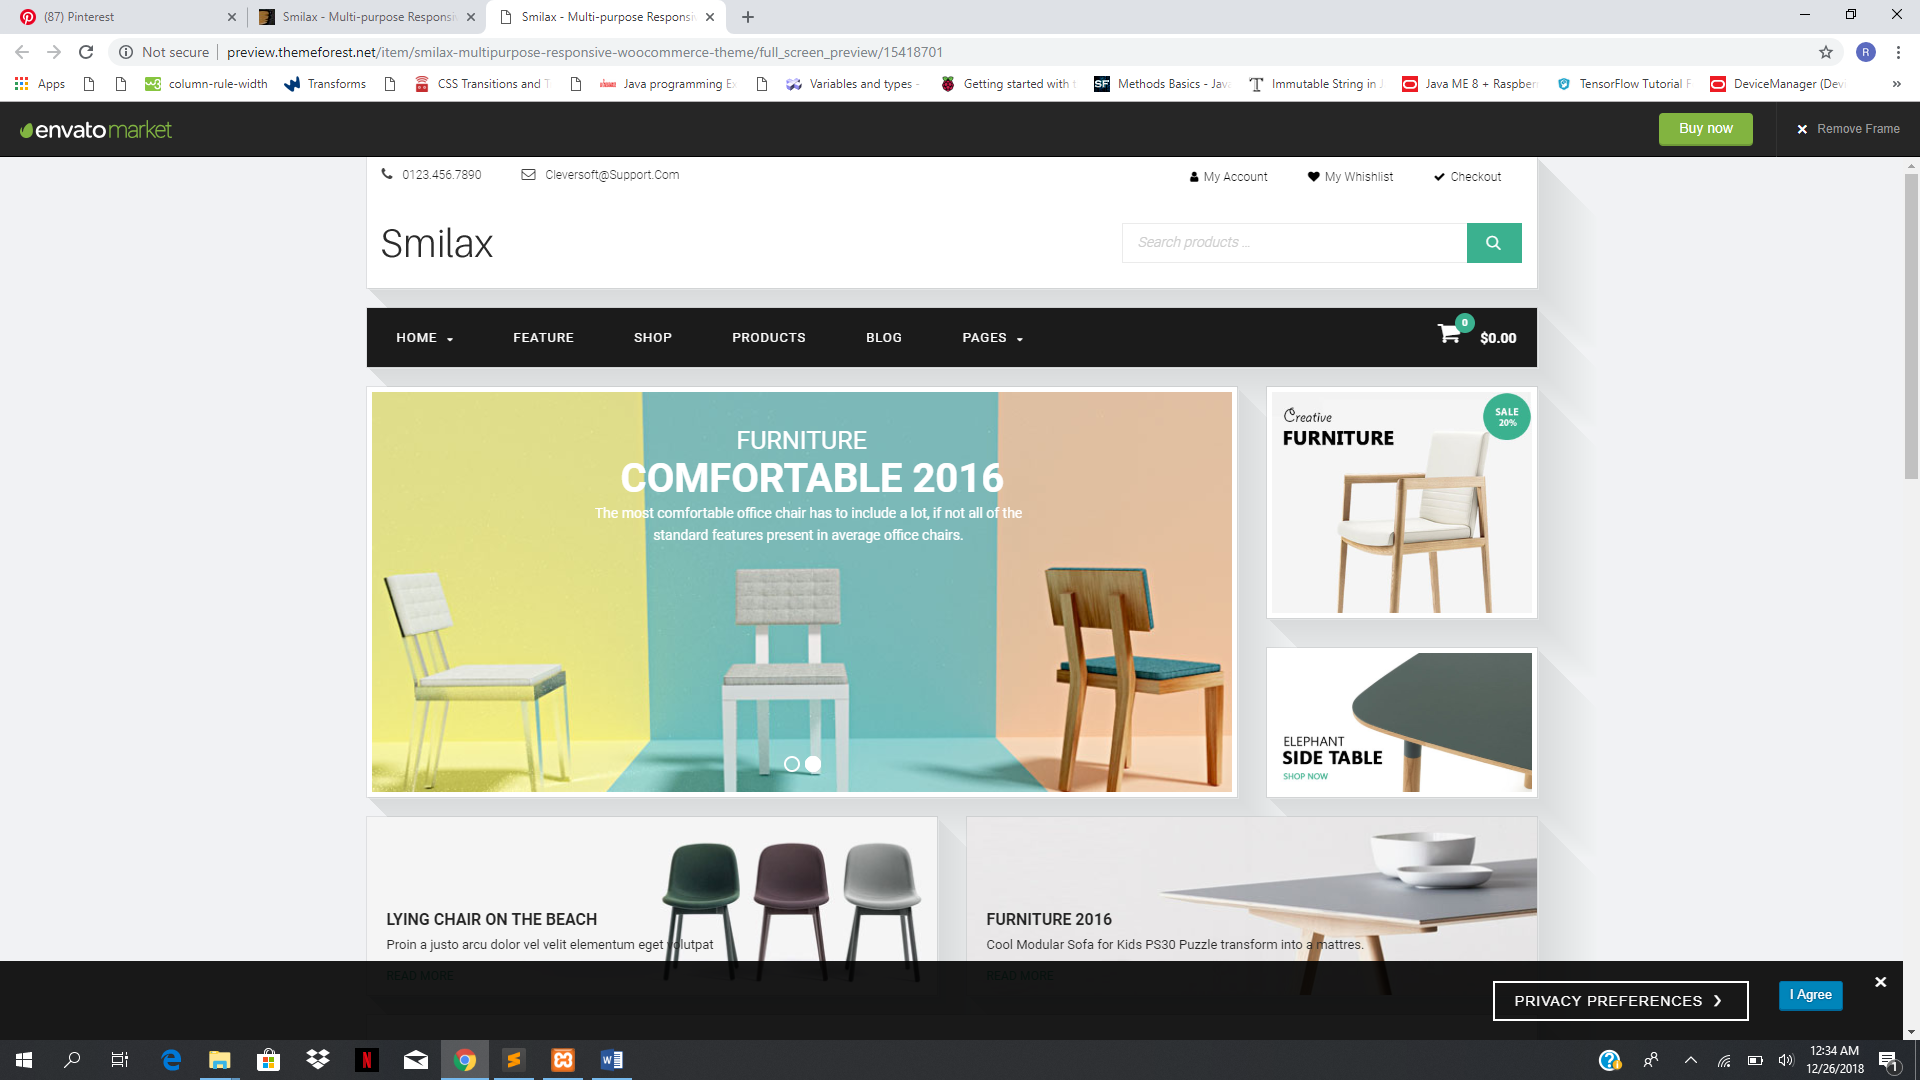 (87) Pinterest
Smilax - Multi-purpose Responsiv
Smilax - Multi-purpose Responsiv
Not secure
preview.themeforest.net/item/smilax-multipurpose-responsive-woocommerce-theme/full_screen_preview/15418701
R
Apps
column-rule-width
Transforms
CSS Transitions and T
Java programming Ex
Variables and types -
Getting started with t
Methods Basics - Java
Immutable String in J
Java ME 8 + Raspberr
TensorFlow Tutorial F
DeviceManager (Devi
envato market
Buy now
Remove Frame
0123.456.7890
Cleversoft@Support.Com
My Account
My Whishlist
Checkout
Smilax
Search products ...
HOME
FEATURE
SHOP
PRODUCTS
BLOG
PAGES
0
$0.00
FURNITURE
COMFORTABLE 2016
The most comfortable office chair has to include a lot, if not all of the
standard features present in average office chairs.
Creative
FURNITURE
SALE
20%
ELEPHANT
SIDE TABLE
SHOP NOW
LYING CHAIR ON THE BEACH
Proin a justo arcu dolor vel velit elementum eget volutpat
READ MORE
FURNITURE 2016
Cool Modular Sofa for Kids PS30 Puzzle transform into a mattres.
READ MORE
PRIVACY PREFERENCES
I Agree
12:34 AM
12/26/2018
1